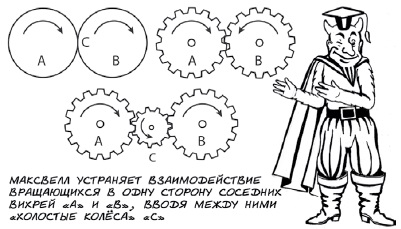 A
C
B
A
B
A
C
B
МАКСВЕЛЛ УСТРАНЯЕТ ВЗАИМОДЕЙСТВИЕ
ВРАЩАЮЩИХСЯ В ОДНУ СТОРОНУ СОСЕДНИХ
ВИХРЕЙ «А» И «В», ВВОДЯ МЕЖДУ НИМИ
«ХОЛОСТЫЕ КОЛЁСА» «С»